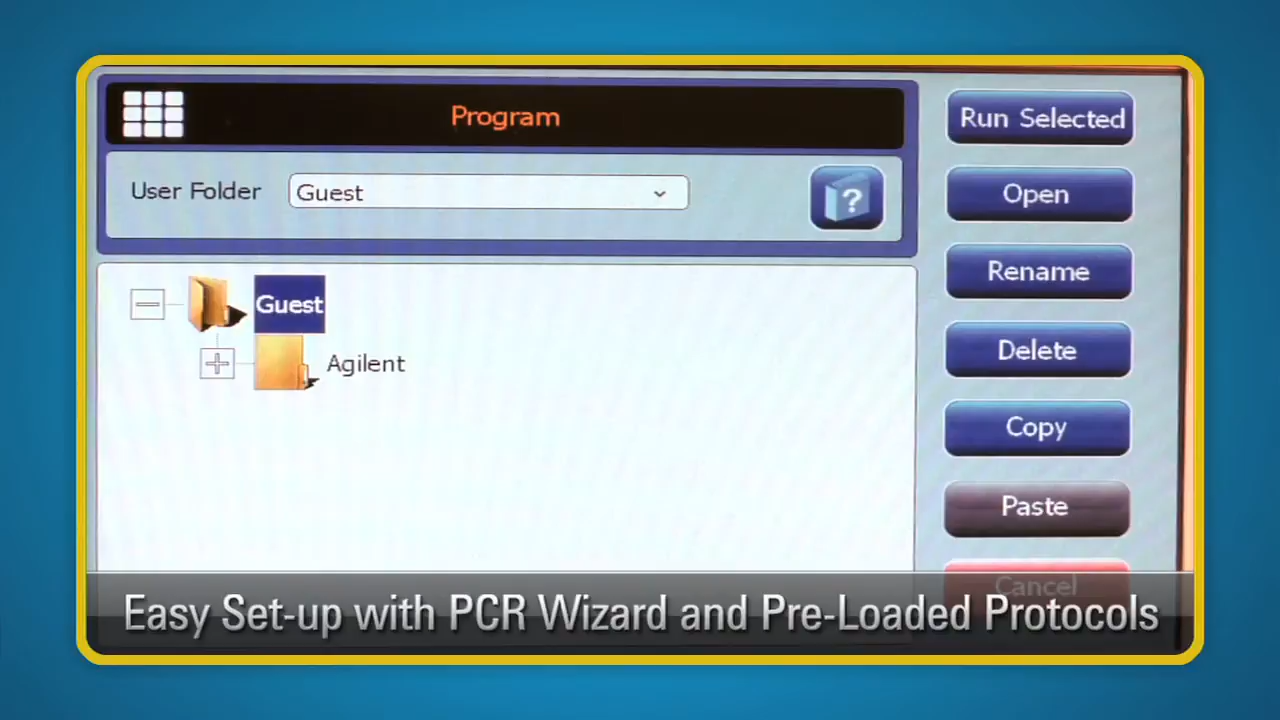 Program
User Folder
Guest
?
Guest
Agilent
Run Selected
Open
Rename
Delete
Copy
Paste
Cancel
Easy Set-up with PCR Wizard and Pre-Loaded Protocols